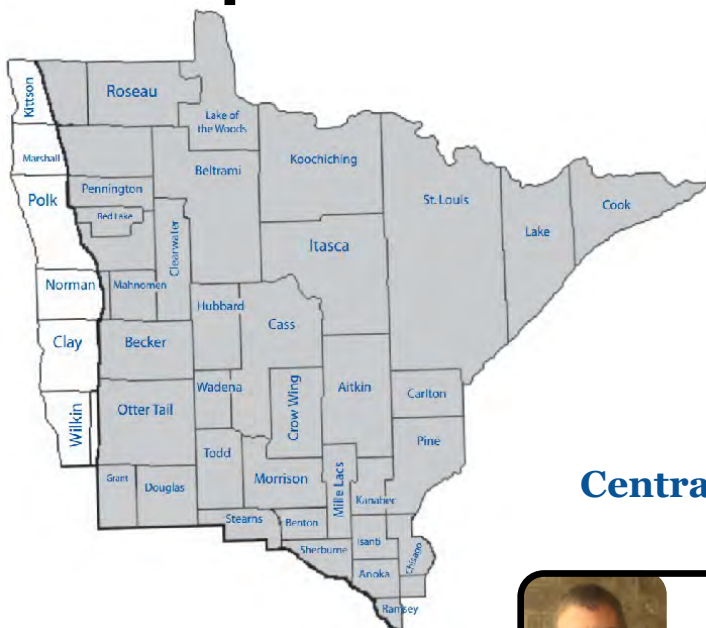 Kittson
Roseau
Lake of
the Woods
Marshall
Koochiching
Beltrami
Pennington
Polk
Red Lake
St. Louis
Cook
Lake
Clearwater
Itasca
Norman
Mahnomen
Hubbard
Cass
Clay
Becker
Aitkin
Wadena
Carlton
Crow Wing
Otter Tail
Wilkin
Pine
Todd
Grant
Douglas
Morrison
Mille Lacs
Kanabec
Centra
Stearns
Benton
Isanti
Sherburne
Chisago
Anoka
Ramsey